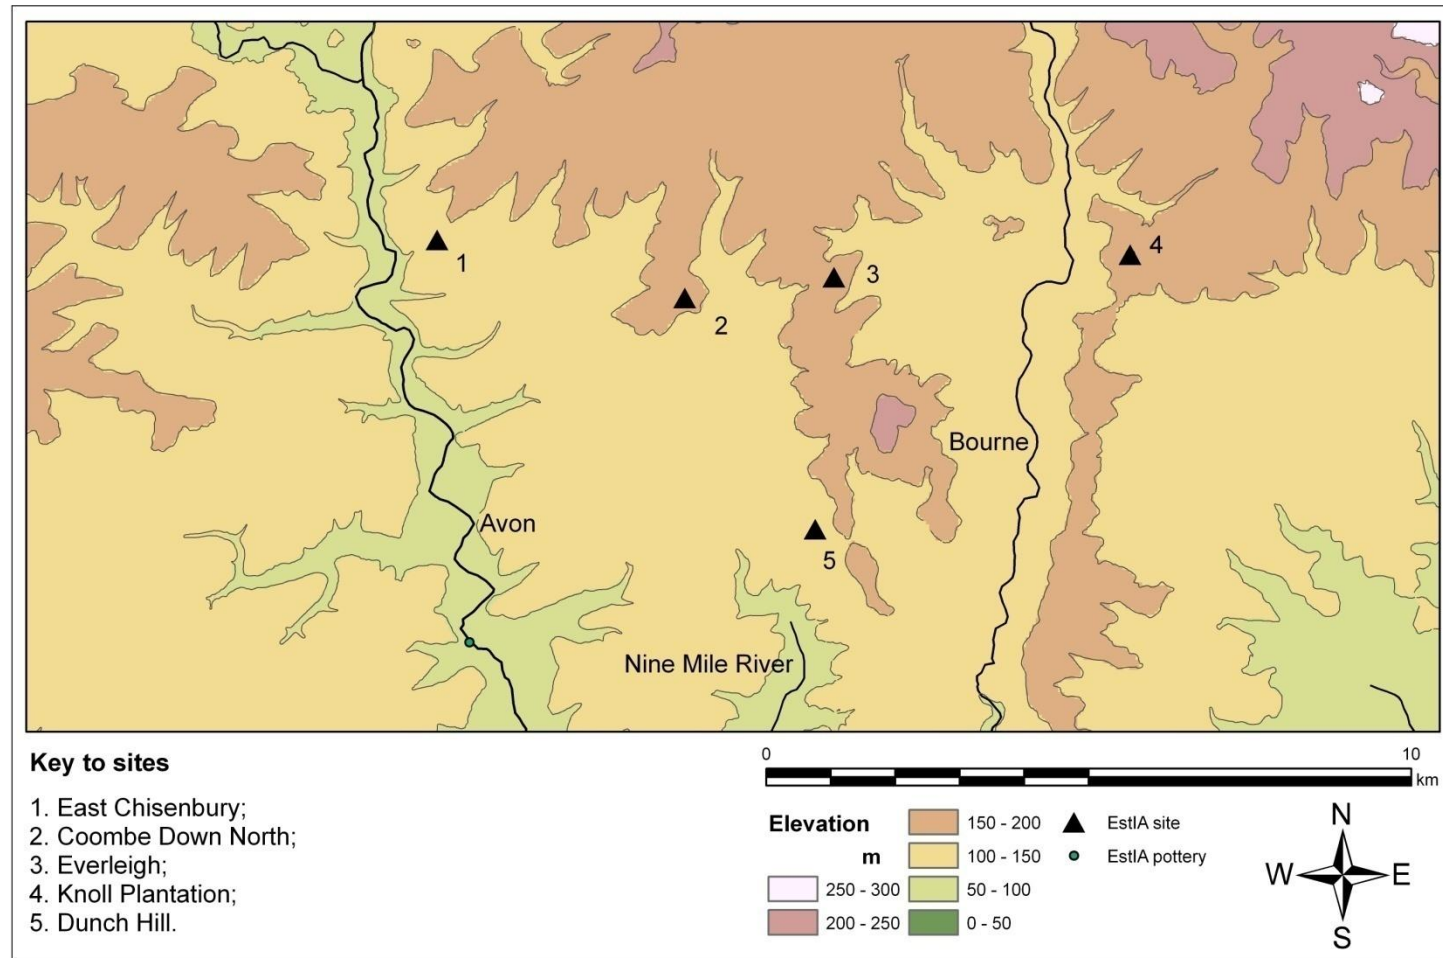 1
2
3
4
5
Bourne
Avon
Nine Mile River
Key to sites
1. East Chisenbury;
2. Coombe Down North;
3. Everleigh;
4. Knoll Plantation;
5. Dunch Hill.
0 10
km
Elevation
m
250 - 300
200 - 250
150 - 200
100 - 150
50 - 100
0 - 50
EstIA site
EstIA pottery
N
W E
S